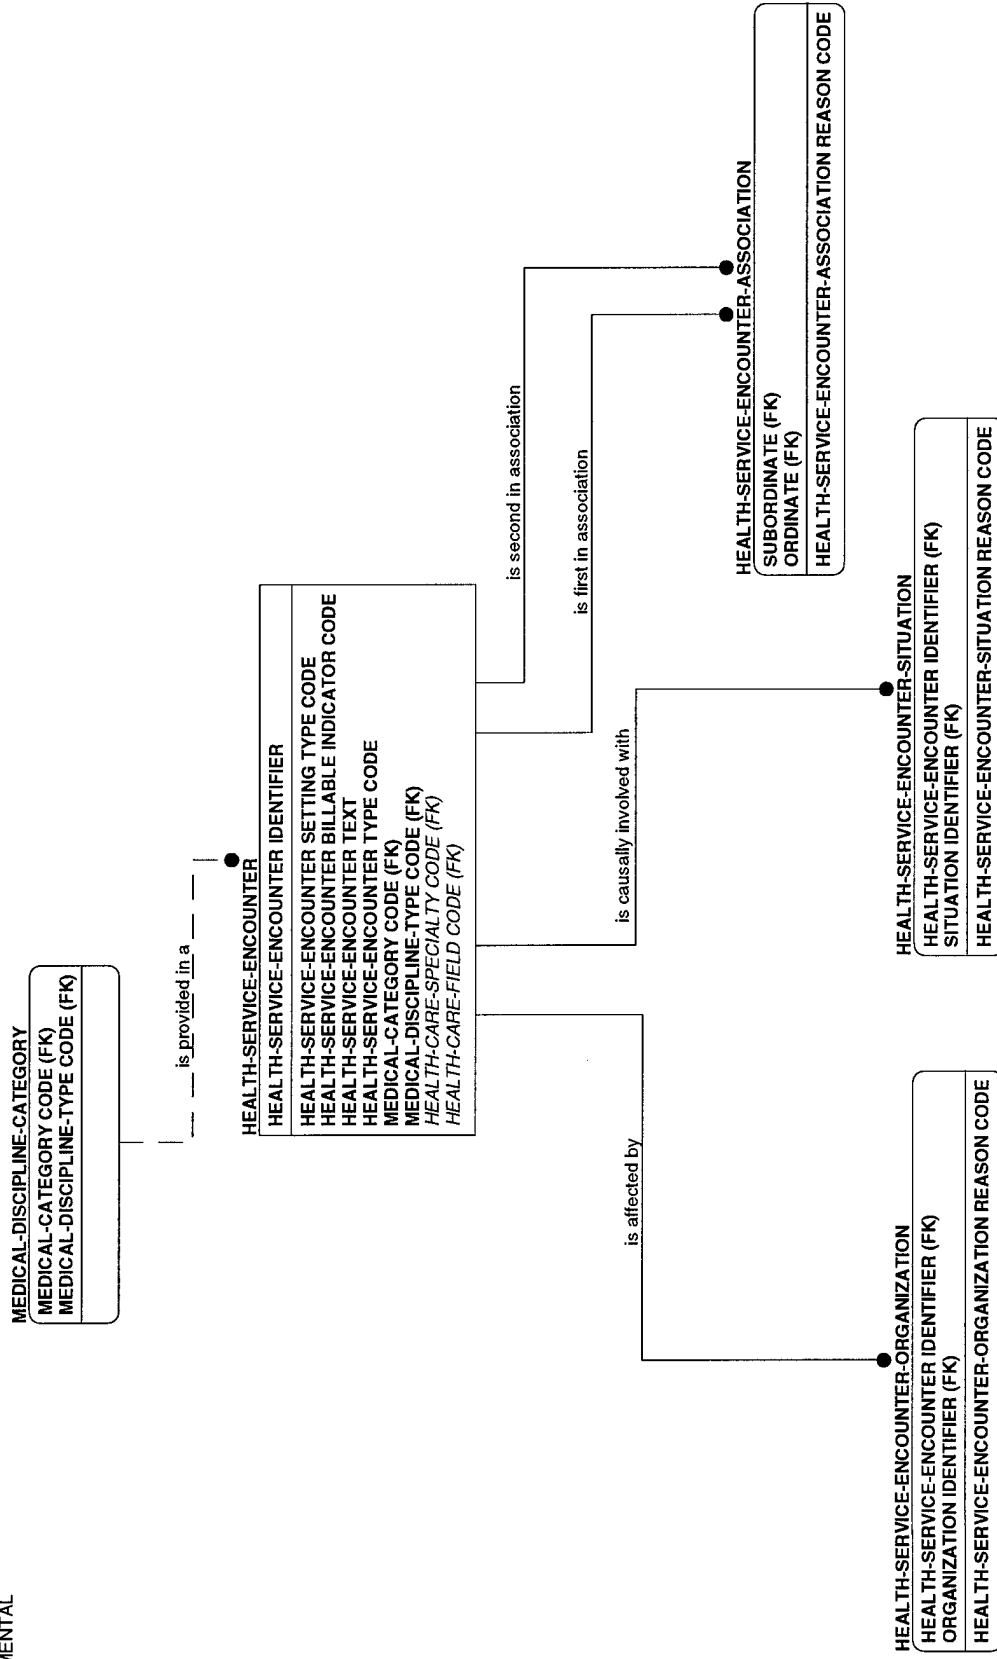 MENTAL
MEDICAL-DISCIPLINE-CATEGORY
MEDICAL-CATEGORY CODE (FK)
MEDICAL-DISCIPLINE-TYPE CODE (FK)
is provided in a
HEALTH-SERVICE-ENCOUNTER
HEALTH-SERVICE-ENCOUNTER IDENTIFIER
HEALTH-SERVICE-ENCOUNTER SETTING TYPE CODE
HEALTH-SERVICE-ENCOUNTER BILLABLE INDICATOR CODE
HEALTH-SERVICE-ENCOUNTER TEXT
HEALTH-SERVICE-ENCOUNTER TYPE CODE
MEDICAL-CATEGORY CODE (FK)
MEDICAL-DISCIPLINE-TYPE CODE (FK)
HEALTH-CARE-SPECIALTY CODE (FK)
HEALTH-CARE-FIELD CODE (FK)
is second in association
is first in association
is causally involved with
is affected by
HEALTH-SERVICE-ENCOUNTER-ASSOCIATION
SUBORDINATE (FK)
ORDINATE (FK)
HEALTH-SERVICE-ENCOUNTER-ASSOCIATION REASON CODE
HEALTH-SERVICE-ENCOUNTER-ORGANIZATION
HEALTH-SERVICE-ENCOUNTER IDENTIFIER (FK)
ORGANIZATION IDENTIFIER (FK)
HEALTH-SERVICE-ENCOUNTER-ORGANIZATION REASON CODE
HEALTH-SERVICE-ENCOUNTER-SITUATION
HEALTH-SERVICE-ENCOUNTER IDENTIFIER (FK)
SITUATION IDENTIFIER (FK)
HEALTH-SERVICE-ENCOUNTER-SITUATION REASON CODE